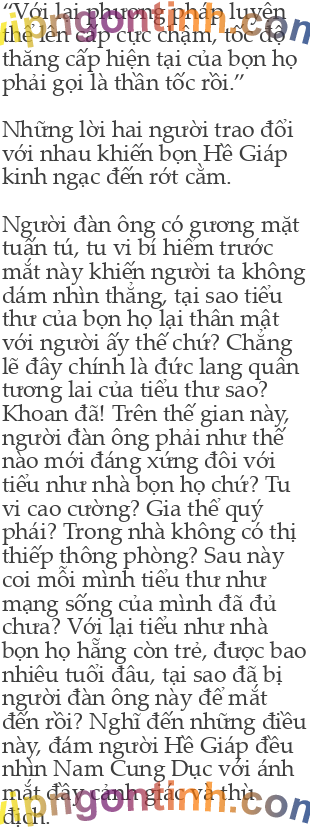 “Với lại phương pháp luyện
thể lên cấp cực chậm, tốc độ
thăng cấp hiện tại của bọn họ
phải gọi là thần tốc rồi.”
Những lời hai người trao đổi
với nhau khiến bọn Hề Giáp
kinh ngạc đến rớt cằm.
Người đàn ông có gương mặt
tuấn tú, tu vi bí hiểm trước
mắt này khiến người ta không
dám nhìn thẳng, tại sao tiểu
thư của bọn họ lại thân mật
với người ấy thế chứ? Chẳng
lẽ đây chính là đức lang quân
tương lai của tiểu thư sao?
Khoan đã! Trên thế gian này,
người đàn ông phải như thế
nào mới đáng xứng đôi với
tiểu như nhà bọn họ chứ? Tu
vi cao cường? Gia thế quý
phái? Trong nhà không có thị
thiếp thông phòng? Sau này
coi mỗi mình tiểu thư như
mạng sống của mình đã đủ
chưa? Với lại tiểu như nhà
bọn họ hẵng còn trẻ, được bao
nhiêu tuổi đâu, tại sao đã bị
người đàn ông này để mắt
đến rồi? Nghĩ đến những điều
này, đám người Hề Giáp đều
nhìn Nam Cung Dục với ánh
mắt đầy cảnh giác và thù
địch.
vipngontinh.com
vipngontinh.com